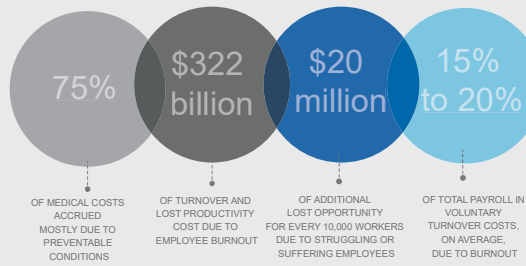 75%
$322
billion
$20
million
15%
to 20%
OF MEDICAL COSTS
ACCRUED
MOSTLY DUE TO
PREVENTABLE
CONDITIONS
OF TURNOVER AND
LOST PRODUCTIVITY
COST DUE TO
EMPLOYEE BURNOUT
OF ADDITIONAL
LOST OPPORTUNITY
FOR EVERY 10,000 WORKERS
DUE TO STRUGGLING OR
SUFFERING EMPLOYEES
OF TOTAL PAYROLL IN
VOLUNTARY
TURNOVER COSTS,
ON AVERAGE,
DUE TO BURNOUT